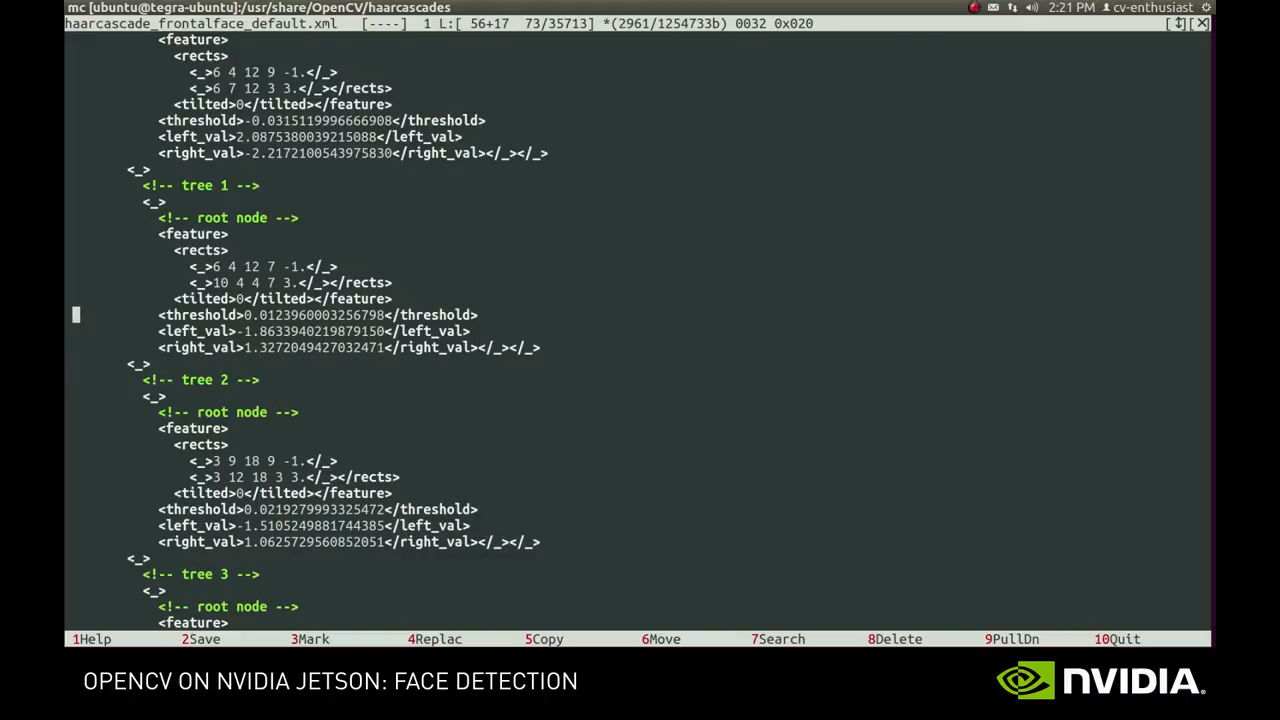 mc [ubuntu@tegra-ubuntu]:/usr/share/OpenCV/haarcascades 2:21 PM cv-enthusiast
haarcascade_frontalface_default.xml [----] 1 L:[ 56+17 73/35713] *(2961/1254733b) 0032 0x020 [↕][×]
<feature>
<rects>
<_>6 4 12 9 -1.</_>
<_>6 7 12 3 3.</_></rects>
<tilted>0</tilted></feature>
<threshold>-0.0315119996666908</threshold>
<left_val>2.0875380039215088</left_val>
<right_val>-2.2172100543975830</right_val></_></_>
<_>
<!-- tree 1 -->
<_>
<!-- root node -->
<feature>
<rects>
<_>6 4 12 7 -1.</_>
<_>10 4 4 7 3.</_></rects>
<tilted>0</tilted></feature>
<threshold>0.0123960003256798</threshold>
<left_val>-1.8633940219879150</left_val>
<right_val>1.3272049427032471</right_val></_></_>
<_>
<!-- tree 2 -->
<_>
<!-- root node -->
<feature>
<rects>
<_>3 9 18 9 -1.</_>
<_>3 12 18 3 3.</_></rects>
<tilted>0</tilted></feature>
<threshold>0.0219279993325472</threshold>
<left_val>-1.5105249881744385</left_val>
<right_val>1.0625729560852051</right_val></_></_>
<_>
<!-- tree 3 -->
<_>
<!-- root node -->
<feature>
1Help 2Save 3Mark 4Replac 5Copy 6Move 7Search 8Delete 9PullDn 10Quit
OPENCV ON NVIDIA JETSON: FACE DETECTION
NVIDIA.